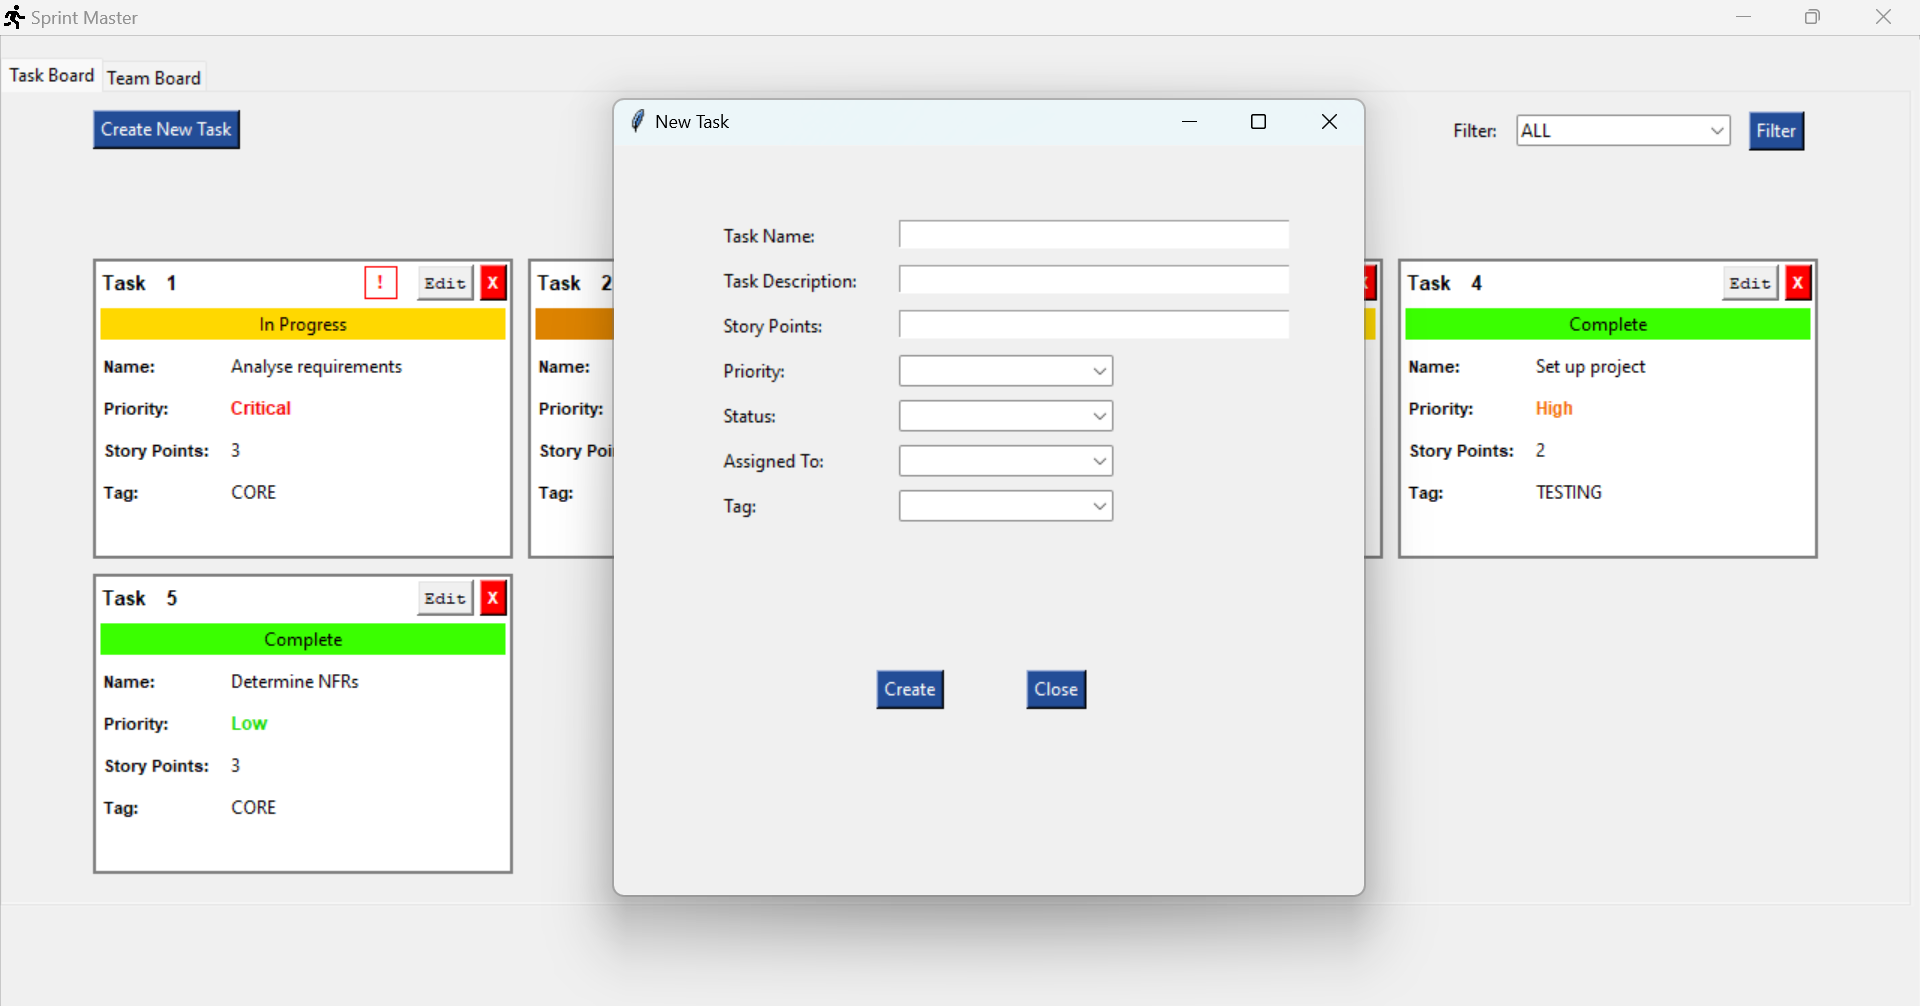 Sprint Master
Task Board
Team Board
Create New Task
Filter:
ALL
Filter
Task 1
!
Edit
X
In Progress
Name: Analyse requirements
Priority: Critical
Story Points: 3
Tag: CORE
Task 2
Name:
Priority:
Story Poi
Tag:
Task 4
Edit
X
Complete
Name: Set up project
Priority: High
Story Points: 2
Tag: TESTING
Task 5
Edit
X
Complete
Name: Determine NFRs
Priority: Low
Story Points: 3
Tag: CORE
New Task
Task Name:
Task Description:
Story Points:
Priority:
Status:
Assigned To:
Tag:
Create
Close